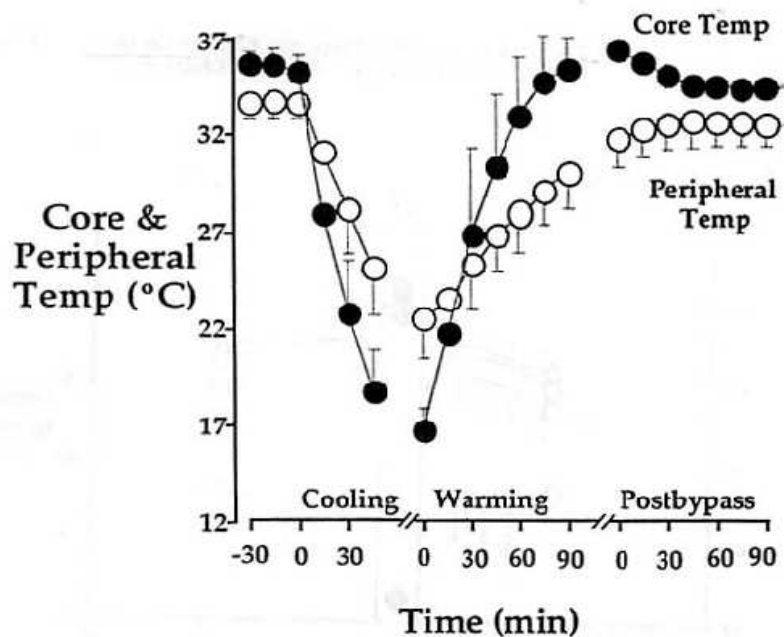 Core Temp
Peripheral
Temp
Core &
Peripheral
Temp (°C)
37
32
27
22
17
12
Cooling Warming Postbypass
-30 0 30 0 30 60 90 0 30 60 90
Time (min)